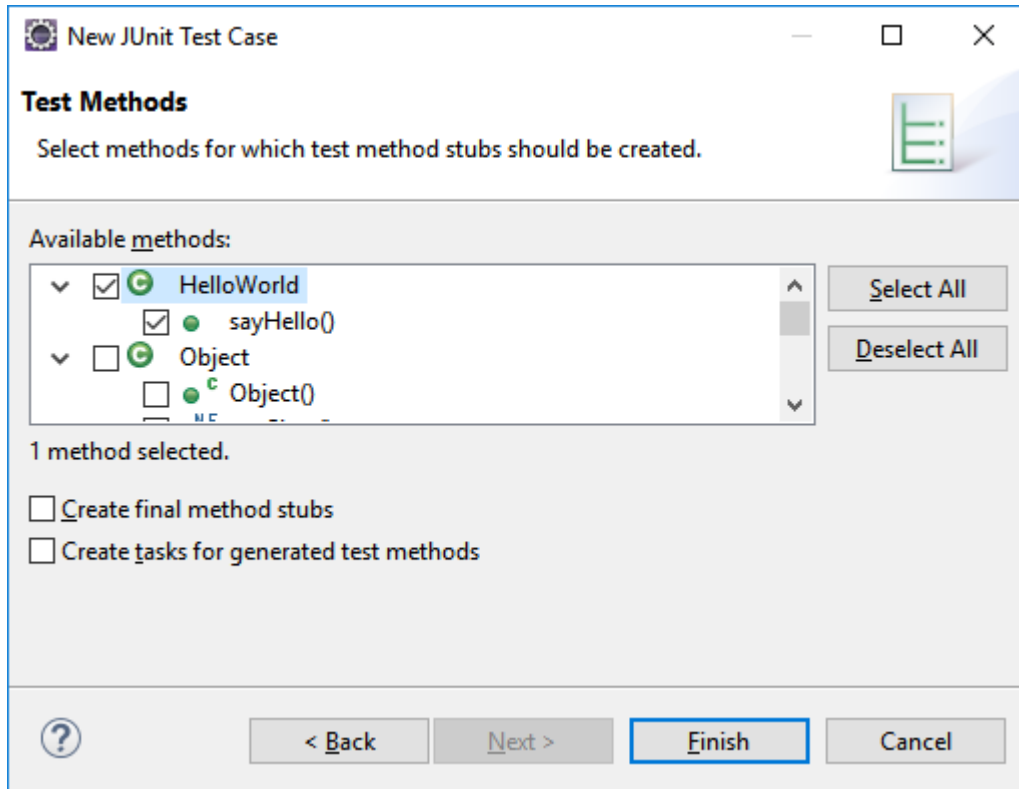 New JUnit Test Case
Test Methods
Select methods for which test method stubs should be created.
Available methods:
HelloWorld
Select All
sayHello()
Object
Deselect All
C Object()
1 method selected.
Create final method stubs
Create tasks for generated test methods
? < Back Next > Finish Cancel